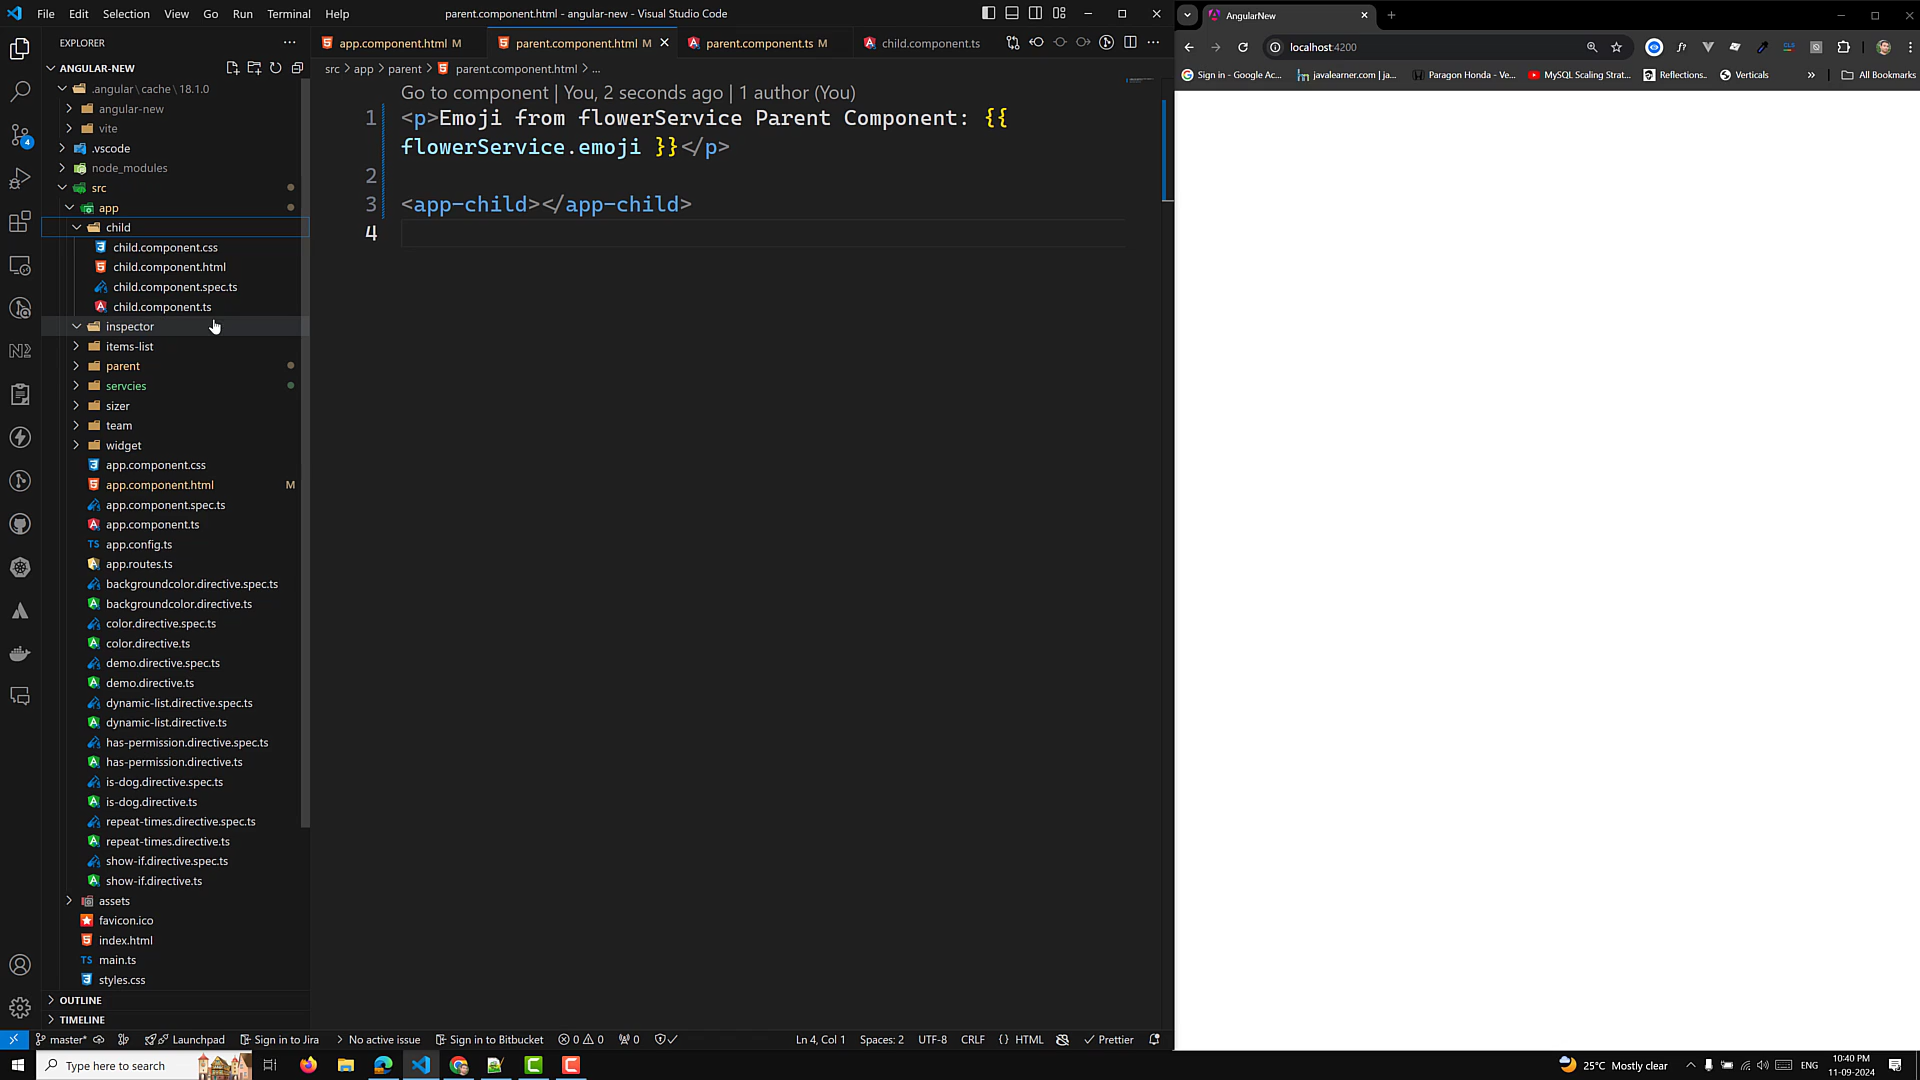 File Edit Selection View Go Run Terminal Help
parent.component.html - angular-new - Visual Studio Code
EXPLORER
ANGULAR-NEW
.angular \ cache \ 18.1.0
angular-new
vite
.vscode
node_modules
src
app
child
child.component.css
child.component.html
child.component.spec.ts
child.component.ts
inspector
items-list
parent
servcies
sizer
team
widget
app.component.css
app.component.html M
app.component.spec.ts
app.component.ts
TS app.config.ts
app.routes.ts
backgroundcolor.directive.spec.ts
backgroundcolor.directive.ts
color.directive.spec.ts
color.directive.ts
demo.directive.spec.ts
demo.directive.ts
dynamic-list.directive.spec.ts
dynamic-list.directive.ts
has-permission.directive.spec.ts
has-permission.directive.ts
is-dog.directive.spec.ts
is-dog.directive.ts
repeat-times.directive.spec.ts
repeat-times.directive.ts
show-if.directive.spec.ts
show-if.directive.ts
assets
favicon.ico
index.html
TS main.ts
styles.css
OUTLINE
TIMELINE
app.component.html M parent.component.html M parent.component.ts M child.component.ts
src > app > parent > parent.component.html > ...
Go to component | You, 2 seconds ago | 1 author (You)
1 <p>Emoji from flowerService Parent Component: {{
flowerService.emoji }}</p>
2
3 <app-child></app-child>
4
master* Launchpad Sign in to Jira No active issue Sign in to Bitbucket 0 0 0 Ln 4, Col 1 Spaces: 2 UTF-8 CRLF {} HTML Prettier
AngularNew
localhost:4200
Sign in - Google Ac... javalearner.com | ja... Paragon Honda - Ve... MySQL Scaling Strat... Reflections.. Verticals » All Bookmarks
Type here to search
25°C Mostly clear ENG 10:40 PM
11-09-2024